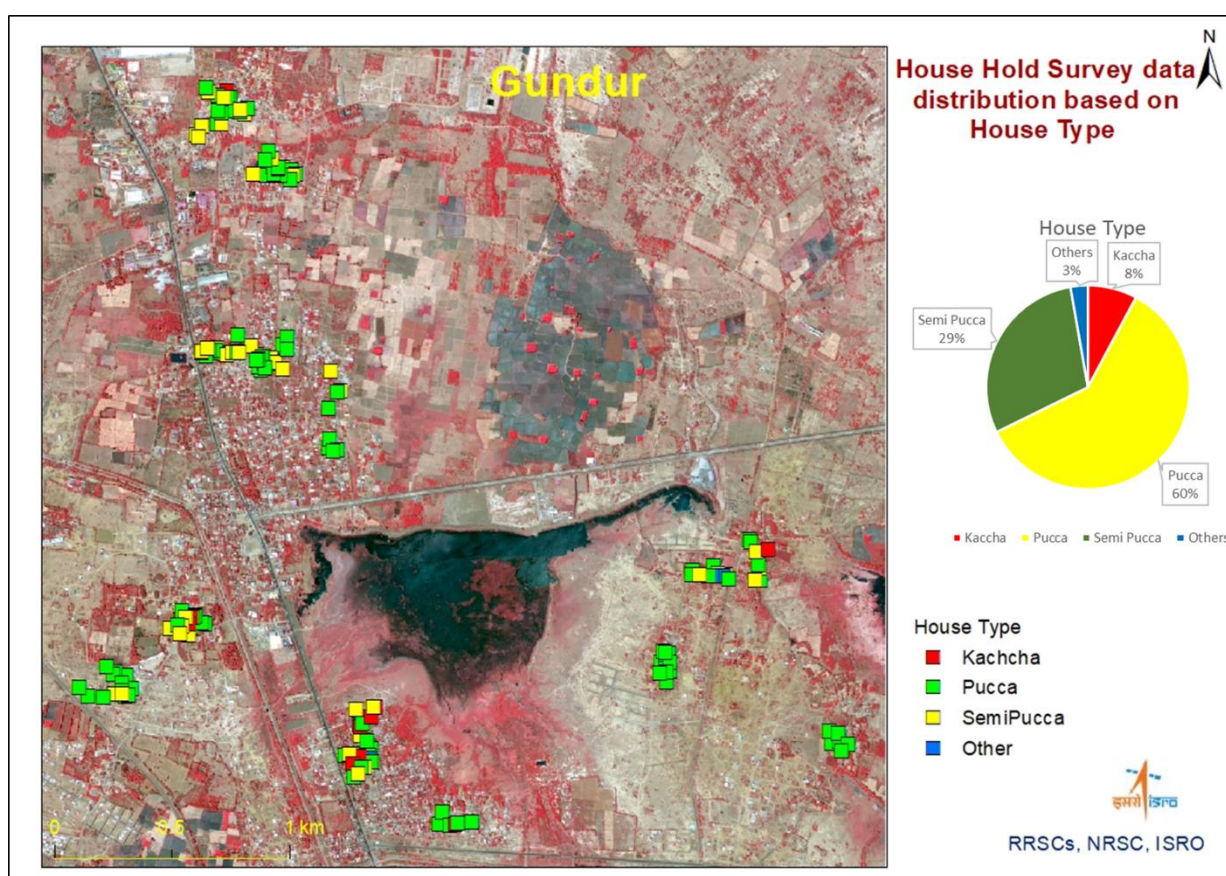 Gundur
N
House Hold Survey data
distribution based on
House Type
House Type
Others
3%
Kaccha
8%
Semi Pucca
29%
Pucca
60%
Kaccha Pucca Semi Pucca Others
House Type
Kachcha
Pucca
SemiPucca
Other
0 0.5 1 km
इसरो isro
RRSCs, NRSC, ISRO